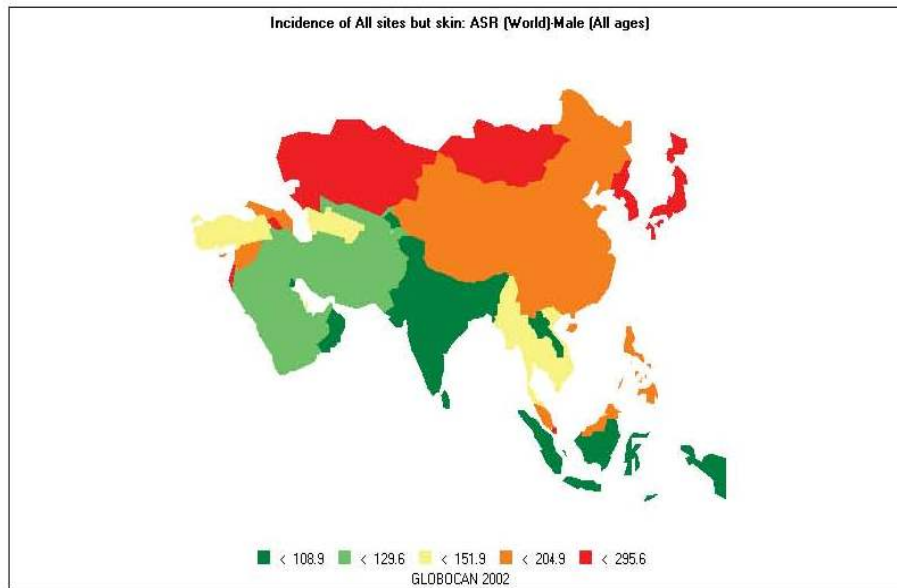 Incidence of All sites but skin: ASR (World)-Male (All ages)
< 108.9 < 129.6 < 151.9 < 204.9 < 295.6
GLOBOCAN 2002